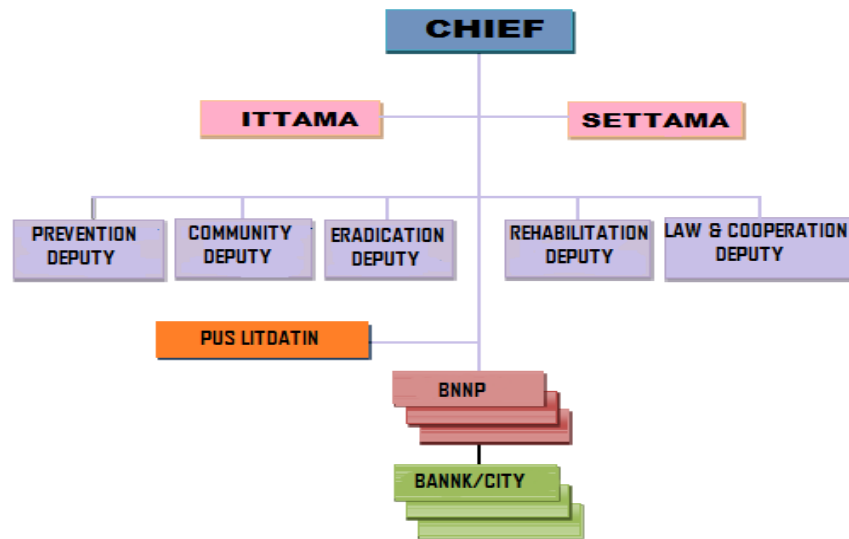 CHIEF
ITTAMA
SETTAMA
PREVENTION
DEPUTY
COMMUNITY
DEPUTY
ERADICATION
DEPUTY
REHABILITATION
DEPUTY
LAW & COOPERATION
DEPUTY
PUS LITDATIN
BNNP
BANNK/CITY